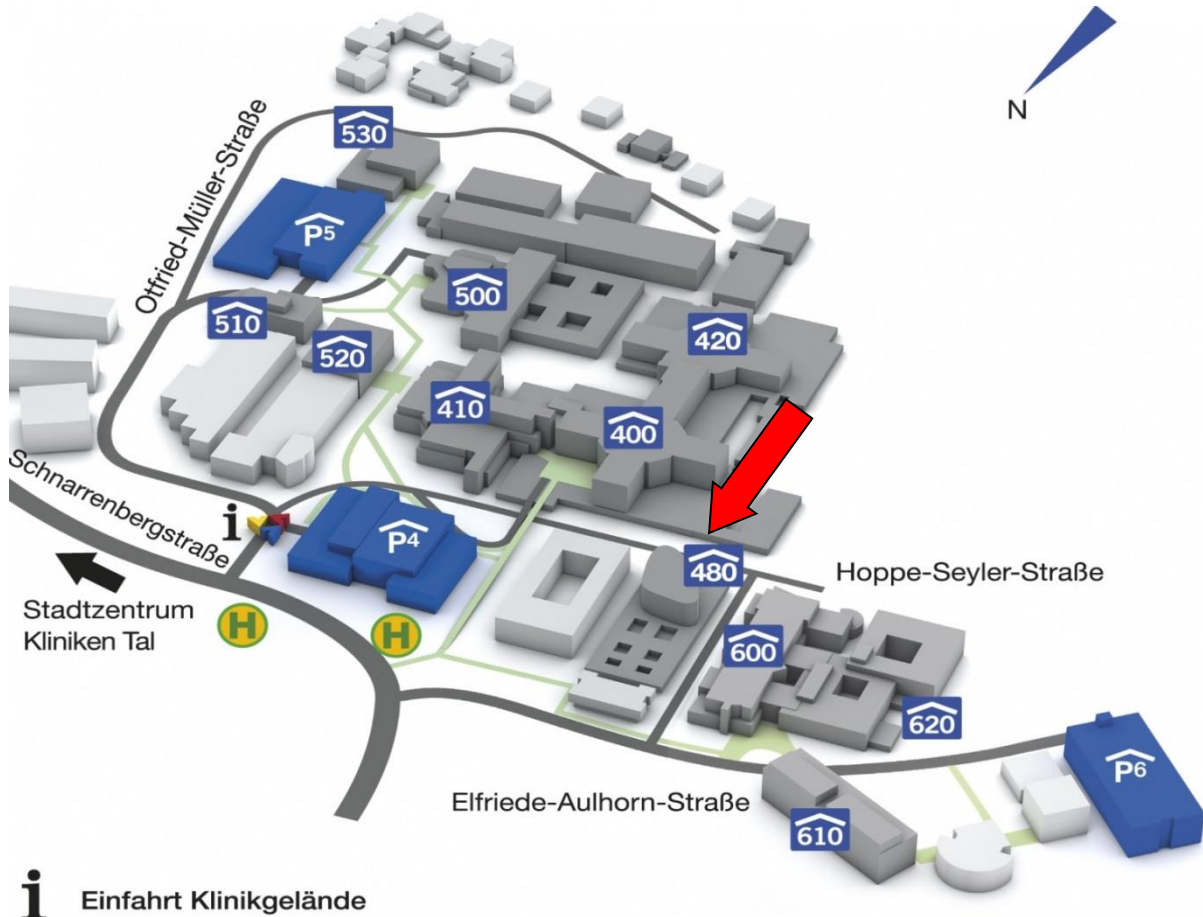 N
530
Otfried-Müller-Straße
P5
500
510
420
520
410
400
Schnarrenbergstraße
i
P4
480
Hoppe-Seyler-Straße
Stadtzentrum
Kliniken Tal
H
H
600
620
P6
Elfriede-Aulhorn-Straße
610
i Einfahrt Klinikgelände